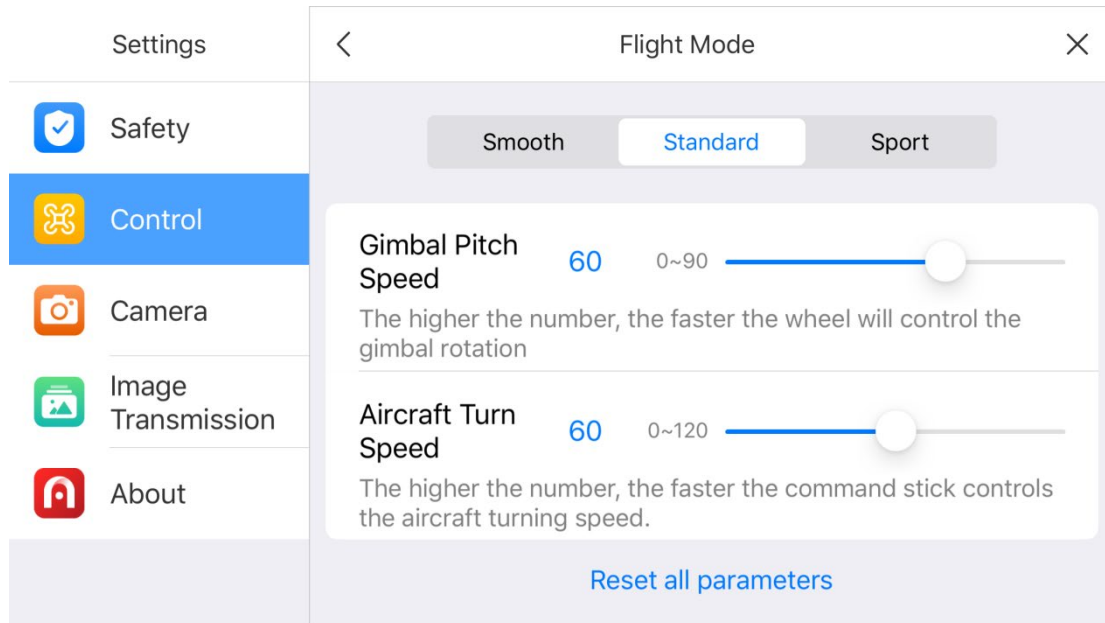 Settings
Safety
Control
Camera
Image
Transmission
About
Flight Mode
Smooth Standard Sport
Gimbal Pitch
Speed
60 0~90
The higher the number, the faster the wheel will control the
gimbal rotation
Aircraft Turn
Speed
60 0~120
The higher the number, the faster the command stick controls
the aircraft turning speed.
Reset all parameters